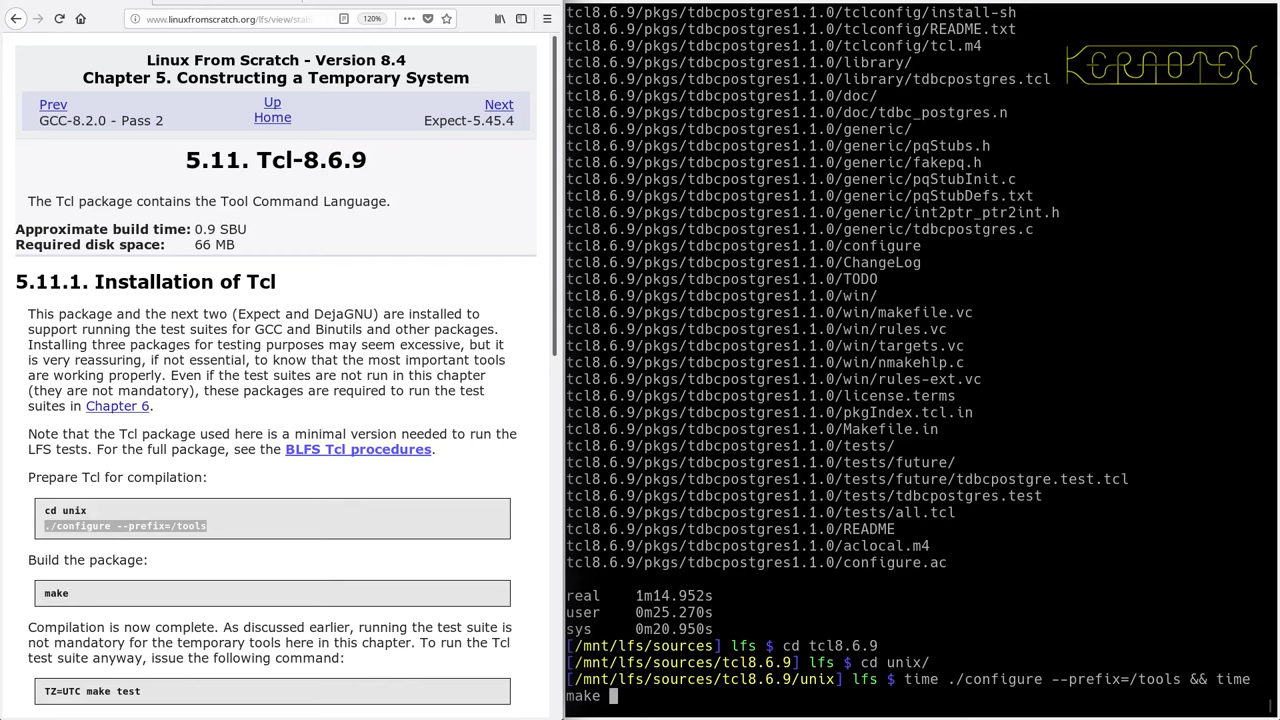 www.linuxfromscratch.org/lfs/view/stab
120%
Linux From Scratch - Version 8.4
Chapter 5. Constructing a Temporary System
Prev
Up
Next
GCC-8.2.0 - Pass 2
Home
Expect-5.45.4
5.11. Tcl-8.6.9
The Tcl package contains the Tool Command Language.
Approximate build time: 0.9 SBU
Required disk space: 66 MB
5.11.1. Installation of Tcl
This package and the next two (Expect and DejaGNU) are installed to
support running the test suites for GCC and Binutils and other packages.
Installing three packages for testing purposes may seem excessive, but it
is very reassuring, if not essential, to know that the most important tools
are working properly. Even if the test suites are not run in this chapter
(they are not mandatory), these packages are required to run the test
suites in Chapter 6.
Note that the Tcl package used here is a minimal version needed to run the
LFS tests. For the full package, see the BLFS Tcl procedures.
Prepare Tcl for compilation:
cd unix
./configure --prefix=/tools
Build the package:
make
Compilation is now complete. As discussed earlier, running the test suite is
not mandatory for the temporary tools here in this chapter. To run the Tcl
test suite anyway, issue the following command:
TZ=UTC make test
tcl8.6.9/pkgs/tdbcpostgres1.1.0/tclconfig/install-sh
tcl8.6.9/pkgs/tdbcpostgres1.1.0/tclconfig/README.txt
tcl8.6.9/pkgs/tdbcpostgres1.1.0/tclconfig/tcl.m4
tcl8.6.9/pkgs/tdbcpostgres1.1.0/library/
tcl8.6.9/pkgs/tdbcpostgres1.1.0/library/tdbcpostgres.tcl
tcl8.6.9/pkgs/tdbcpostgres1.1.0/doc/
tcl8.6.9/pkgs/tdbcpostgres1.1.0/doc/tdbc_postgres.n
tcl8.6.9/pkgs/tdbcpostgres1.1.0/generic/
tcl8.6.9/pkgs/tdbcpostgres1.1.0/generic/pqStubs.h
tcl8.6.9/pkgs/tdbcpostgres1.1.0/generic/fakepq.h
tcl8.6.9/pkgs/tdbcpostgres1.1.0/generic/pqStubInit.c
tcl8.6.9/pkgs/tdbcpostgres1.1.0/generic/pqStubDefs.txt
tcl8.6.9/pkgs/tdbcpostgres1.1.0/generic/int2ptr_ptr2int.h
tcl8.6.9/pkgs/tdbcpostgres1.1.0/generic/tdbcpostgres.c
tcl8.6.9/pkgs/tdbcpostgres1.1.0/configure
tcl8.6.9/pkgs/tdbcpostgres1.1.0/ChangeLog
tcl8.6.9/pkgs/tdbcpostgres1.1.0/TODO
tcl8.6.9/pkgs/tdbcpostgres1.1.0/win/
tcl8.6.9/pkgs/tdbcpostgres1.1.0/win/makefile.vc
tcl8.6.9/pkgs/tdbcpostgres1.1.0/win/rules.vc
tcl8.6.9/pkgs/tdbcpostgres1.1.0/win/targets.vc
tcl8.6.9/pkgs/tdbcpostgres1.1.0/win/nmakehlp.c
tcl8.6.9/pkgs/tdbcpostgres1.1.0/win/rules-ext.vc
tcl8.6.9/pkgs/tdbcpostgres1.1.0/license.terms
tcl8.6.9/pkgs/tdbcpostgres1.1.0/pkgIndex.tcl.in
tcl8.6.9/pkgs/tdbcpostgres1.1.0/Makefile.in
tcl8.6.9/pkgs/tdbcpostgres1.1.0/tests/
tcl8.6.9/pkgs/tdbcpostgres1.1.0/tests/future/
tcl8.6.9/pkgs/tdbcpostgres1.1.0/tests/future/tdbcpostgre.test.tcl
tcl8.6.9/pkgs/tdbcpostgres1.1.0/tests/tdbcpostgres.test
tcl8.6.9/pkgs/tdbcpostgres1.1.0/tests/all.tcl
tcl8.6.9/pkgs/tdbcpostgres1.1.0/README
tcl8.6.9/pkgs/tdbcpostgres1.1.0/aclocal.m4
tcl8.6.9/pkgs/tdbcpostgres1.1.0/configure.ac
real 1m14.952s
user 0m25.270s
sys 0m20.950s
[/mnt/lfs/sources] lfs $ cd tcl8.6.9
[/mnt/lfs/sources/tcl8.6.9] lfs $ cd unix/
[/mnt/lfs/sources/tcl8.6.9/unix] lfs $ time ./configure --prefix=/tools && time
make